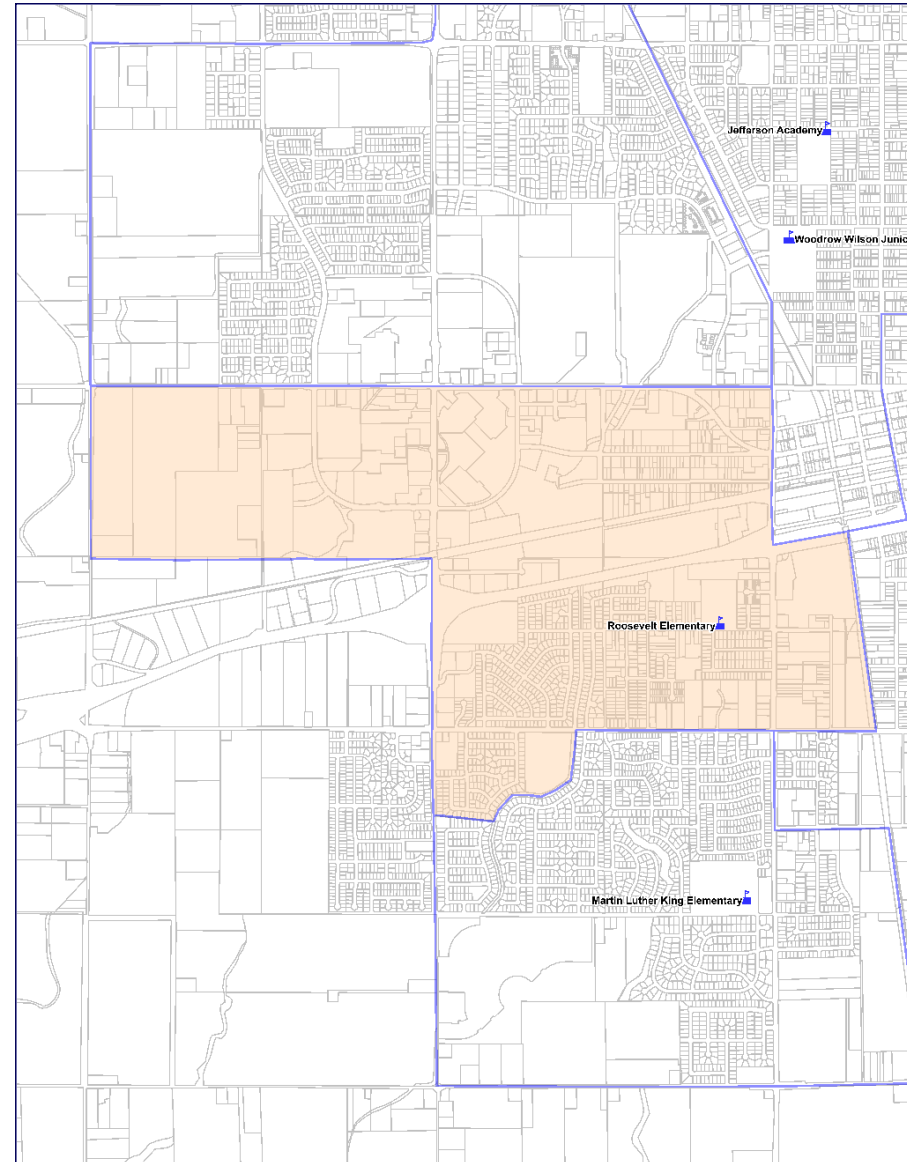 Jefferson Academy
Woodrow Wilson Junio
Roosevelt Elementary
Martin Luther King Elementary